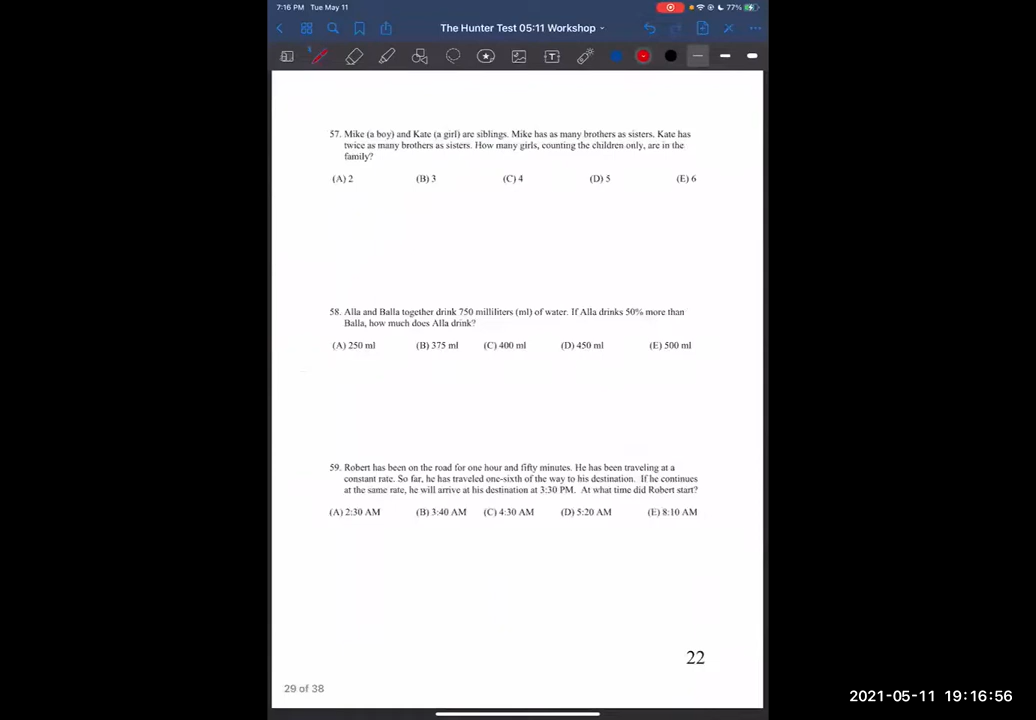 7:16 PM Tue May 11
77%
The Hunter Test 05:11 Workshop
57. Mike (a boy) and Kate (a girl) are siblings. Mike has as many brothers as sisters. Kate has
twice as many brothers as sisters. How many girls, counting the children only, are in the
family?
(A) 2 (B) 3 (C) 4 (D) 5 (E) 6
58. Alla and Balla together drink 750 milliliters (ml) of water. If Alla drinks 50% more than
Balla, how much does Alla drink?
(A) 250 ml (B) 375 ml (C) 400 ml (D) 450 ml (E) 500 ml
59. Robert has been on the road for one hour and fifty minutes. He has been traveling at a
constant rate. So far, he has traveled one-sixth of the way to his destination. If he continues
at the same rate, he will arrive at his destination at 3:30 PM. At what time did Robert start?
(A) 2:30 AM (B) 3:40 AM (C) 4:30 AM (D) 5:20 AM (E) 8:10 AM
22
29 of 38
2021-05-11 19:16:56